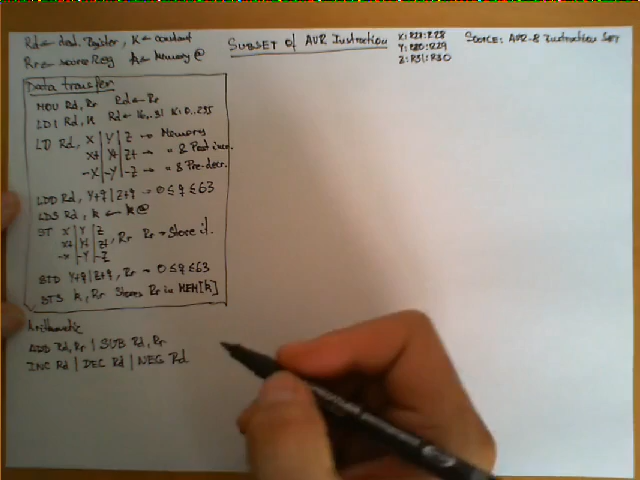 Rd ← dest. Register, K ← constant
Rr ← source Reg k ← Memory @
SUBSET of AVR Instruction
X: R27:R28
Y: R30:R29
Z: R31:R30
SOURCE: AVR-8 Instruction SET
Data transfer
MOV Rd, Rr Rd ← Rr
LDI Rd, K Rd ← 16..31 K: 0..255
LD Rd, X | Y | Z → Memory
X+ | Y+ | Z+ → " & Post incr.
-X | -Y | -Z → " & Pre-decr.
LDD Rd, Y+q | Z+q → 0 ≤ q ≤ 63
LDS Rd, k ← k@
ST X | Y | Z
X+ | Y+ | Z+, Rr Rr → Store it.
-X | -Y | -Z
STD Y+q | Z+q, Rr → 0 ≤ q ≤ 63
STS k, Rr Stores Rr in MEM[k]
Arithmetic
ADD Rd, Rr | SUB Rd, Rr
INC Rd | DEC Rd | NEG Rd